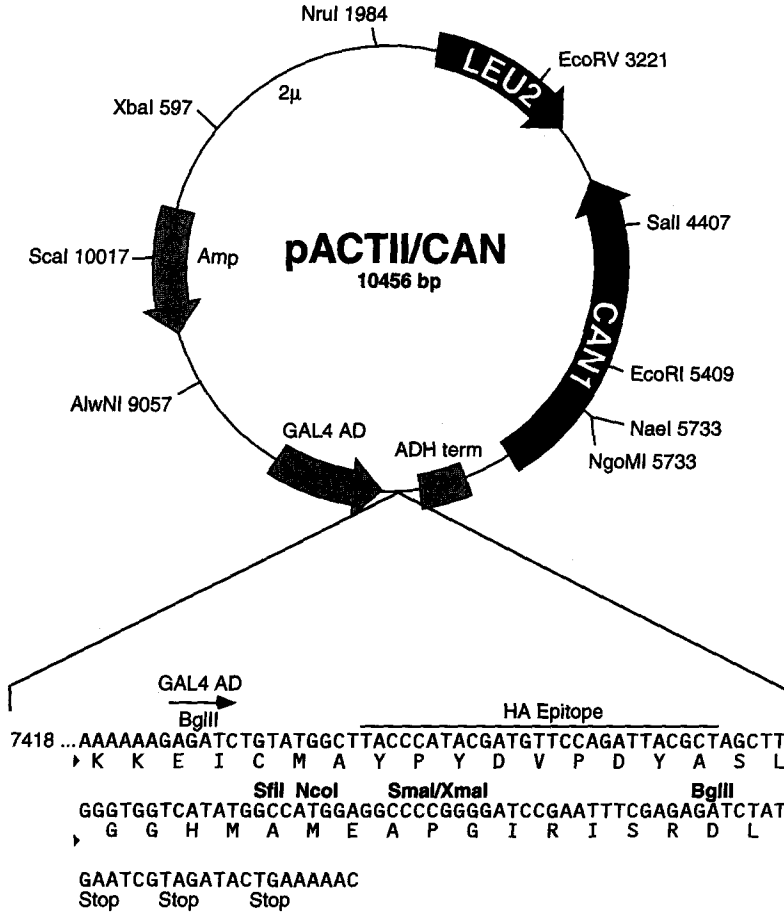 NruI 1984
LEU2
EcoRV 3221
2μ
XbaI 597
SalI 4407
pACTII/CAN
10456 bp
ScaI 10017
Amp
CAN1
EcoRI 5409
AlwNI 9057
NaeI 5733
NgoMI 5733
GAL4 AD
ADH term
GAL4 AD
BglII
HA Epitope
7418 ... AAAAAAGAGATCTGTATGGCTTACCCATACGATGTTCCAGATTACGCTAGCTT
K K E I C M A Y P Y D V P D Y A S L
SfiI NcoI SmaI/XmaI BglII
GGGTGGTCATATGGCCATGGAGGCCCCGGGGATCCGAATTTCGAGAGATCTAT
G G H M A M E A P G I R I S R D L
GAATCGTAGATACTGAAAAAC
Stop Stop Stop